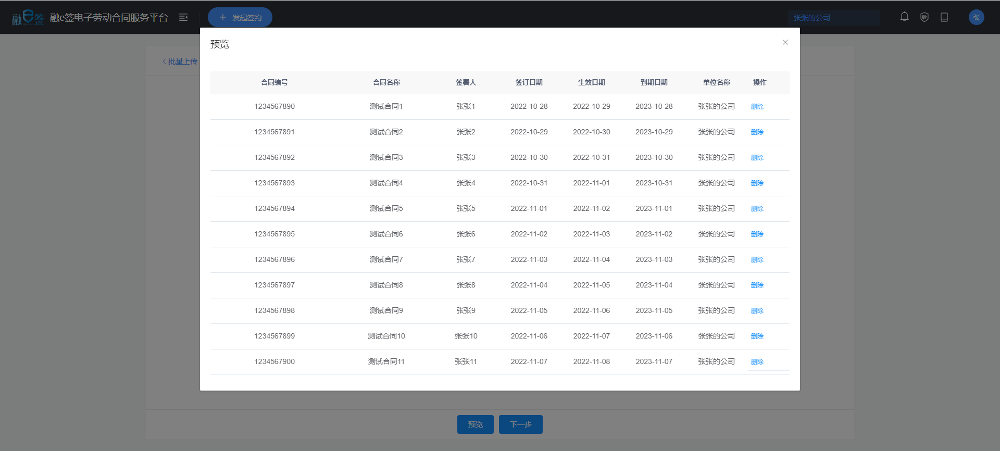 融e签 融e签电子劳动合同服务平台 发起签约 张张的公司 验 张
预览
批量上传
合同编号 合同名称 签署人 签订日期 生效日期 到期日期 单位名称 操作
1234567890 测试合同1 张张1 2022-10-28 2022-10-29 2023-10-28 张张的公司 删除
1234567891 测试合同2 张张2 2022-10-29 2022-10-30 2023-10-29 张张的公司 删除
1234567892 测试合同3 张张3 2022-10-30 2022-10-31 2023-10-30 张张的公司 删除
1234567893 测试合同4 张张4 2022-10-31 2022-11-01 2023-10-31 张张的公司 删除
1234567894 测试合同5 张张5 2022-11-01 2022-11-02 2023-11-01 张张的公司 删除
1234567895 测试合同6 张张6 2022-11-02 2022-11-03 2023-11-02 张张的公司 删除
1234567896 测试合同7 张张7 2022-11-03 2022-11-04 2023-11-03 张张的公司 删除
1234567897 测试合同8 张张8 2022-11-04 2022-11-05 2023-11-04 张张的公司 删除
1234567898 测试合同9 张张9 2022-11-05 2022-11-06 2023-11-05 张张的公司 删除
1234567899 测试合同10 张张10 2022-11-06 2022-11-07 2023-11-06 张张的公司 删除
1234567900 测试合同11 张张11 2022-11-07 2022-11-08 2023-11-07 张张的公司 删除
预览 下一步